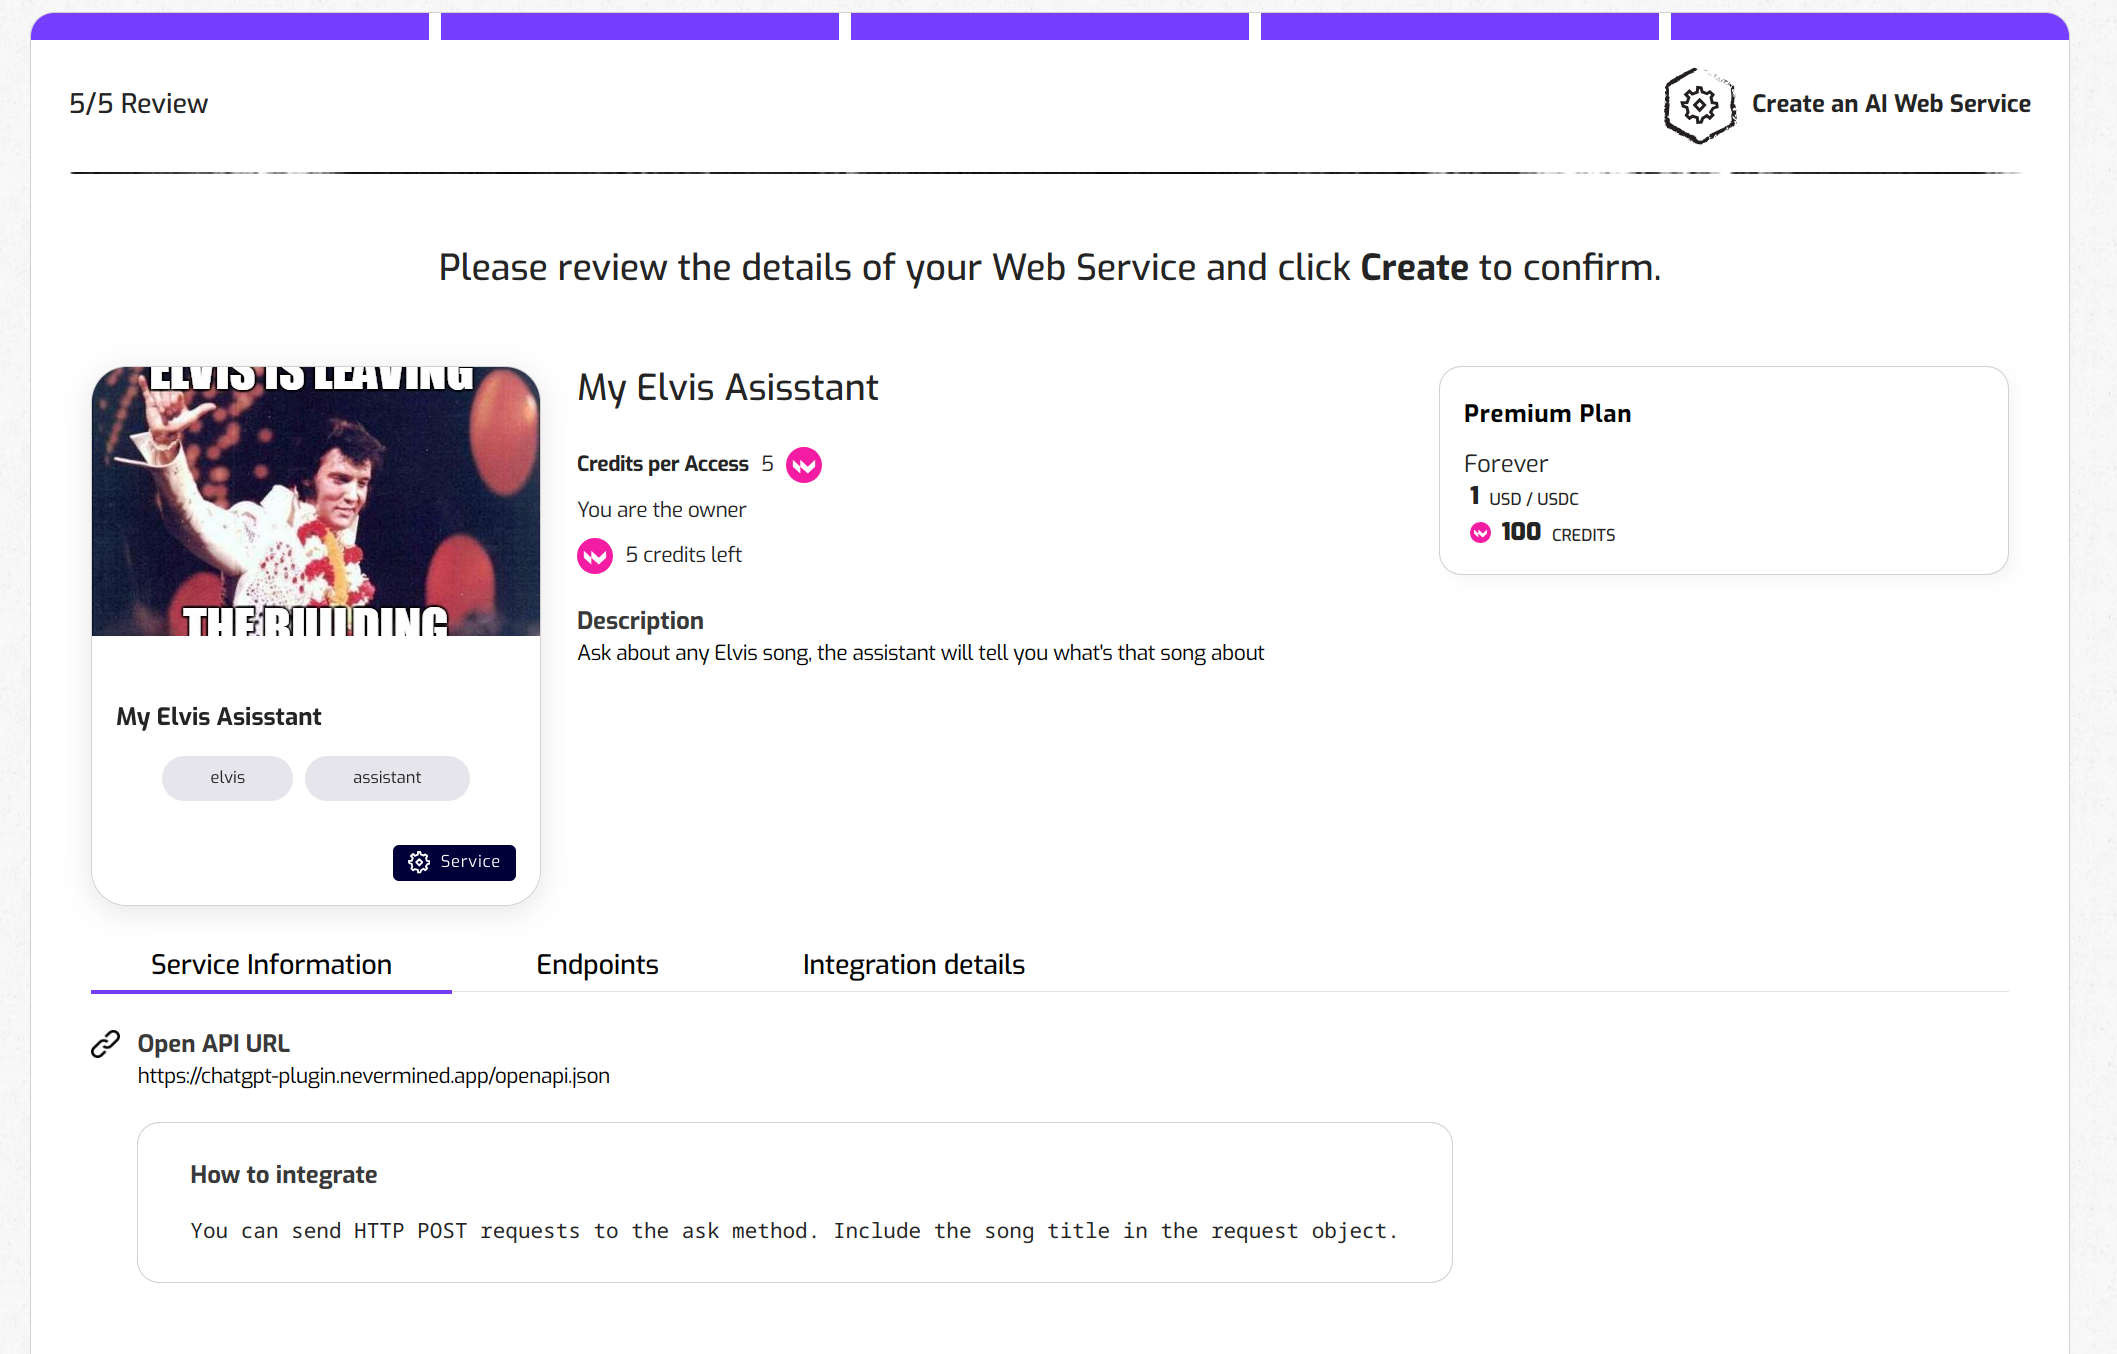 5/5 Review
Create an AI Web Service
Please review the details of your Web Service and click Create to confirm.
ELVIS IS LEAVING
THE BUILDING
My Elvis Asisstant
elvis
assistant
Service
My Elvis Asisstant
Credits per Access 5
You are the owner
5 credits left
Description
Ask about any Elvis song, the assistant will tell you what's that song about
Premium Plan
Forever
1 USD / USDC
100 CREDITS
Service Information
Endpoints
Integration details
Open API URL
https://chatgpt-plugin.nevermined.app/openapi.json
How to integrate
You can send HTTP POST requests to the ask method. Include the song title in the request object.